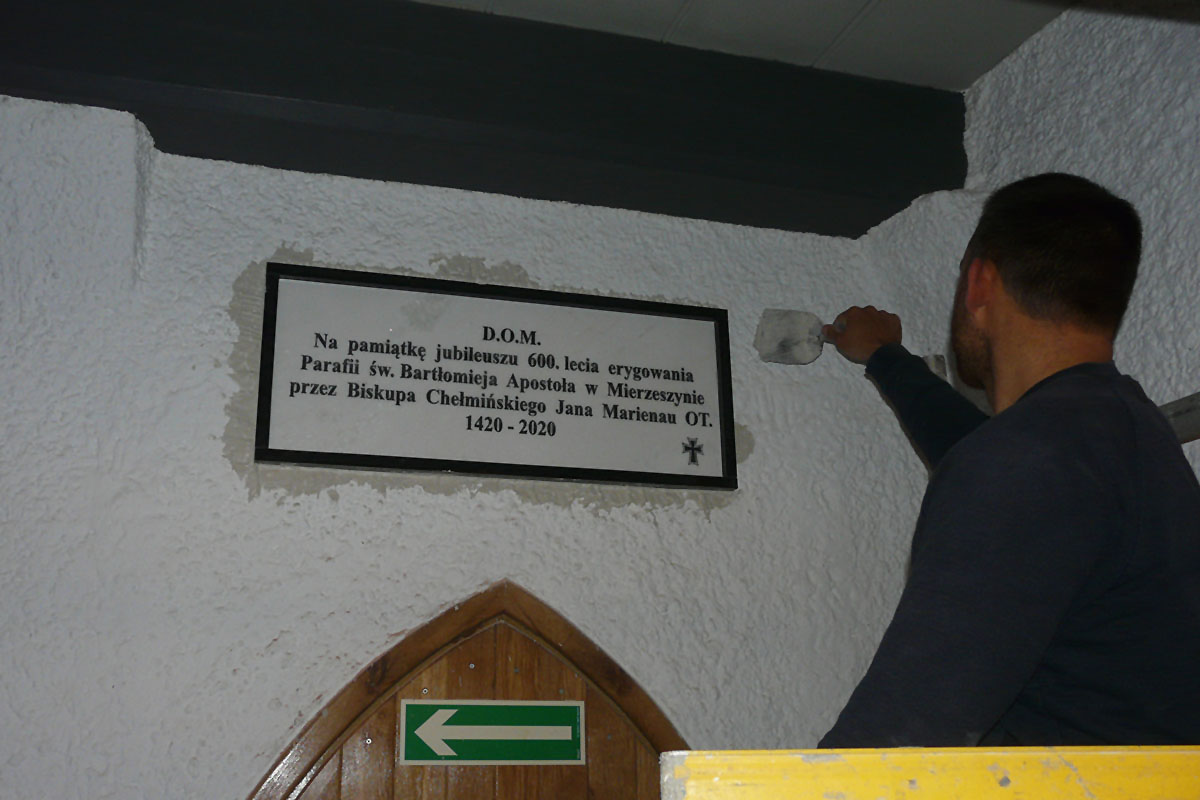 D.O.M.
Na pamiątkę jubileuszu 600. lecia erygowania
Parafii św. Bartłomieja Apostoła w Mierzeszynie
przez Biskupa Chełmińskiego Jana Marienau OT.
1420 - 2020